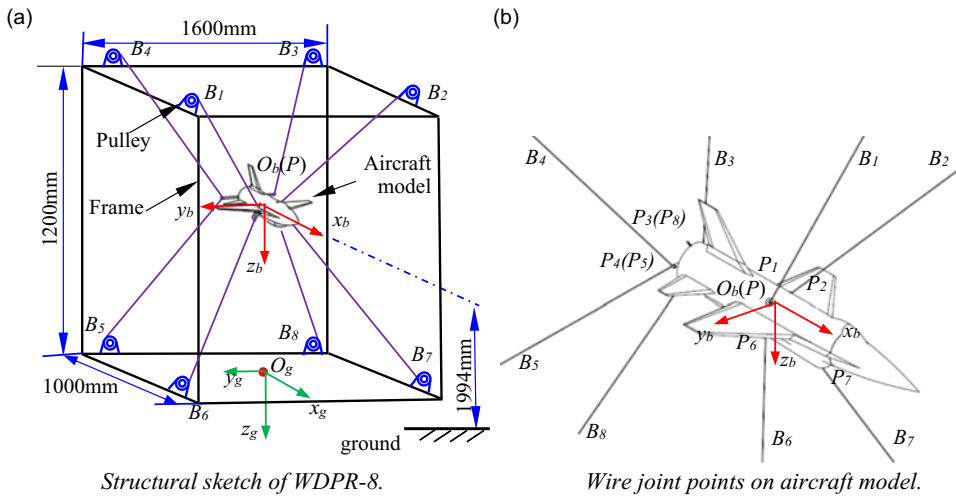 (a)
1600mm
B4
B3
B1
B2
Pulley
Ob(P)
Aircraft
model
Frame
yb
xb
zb
1200mm
B5
B8
B7
1000mm
B6
Og
yg
xg
zg
1994mm
ground
Structural sketch of WDPR-8.
(b)
B4
B3
B1
B2
P3(P8)
P4(P5)
P1
Ob(P)
P2
yb
xb
zb
P6
P7
B5
B8
B6
B7
Wire joint points on aircraft model.